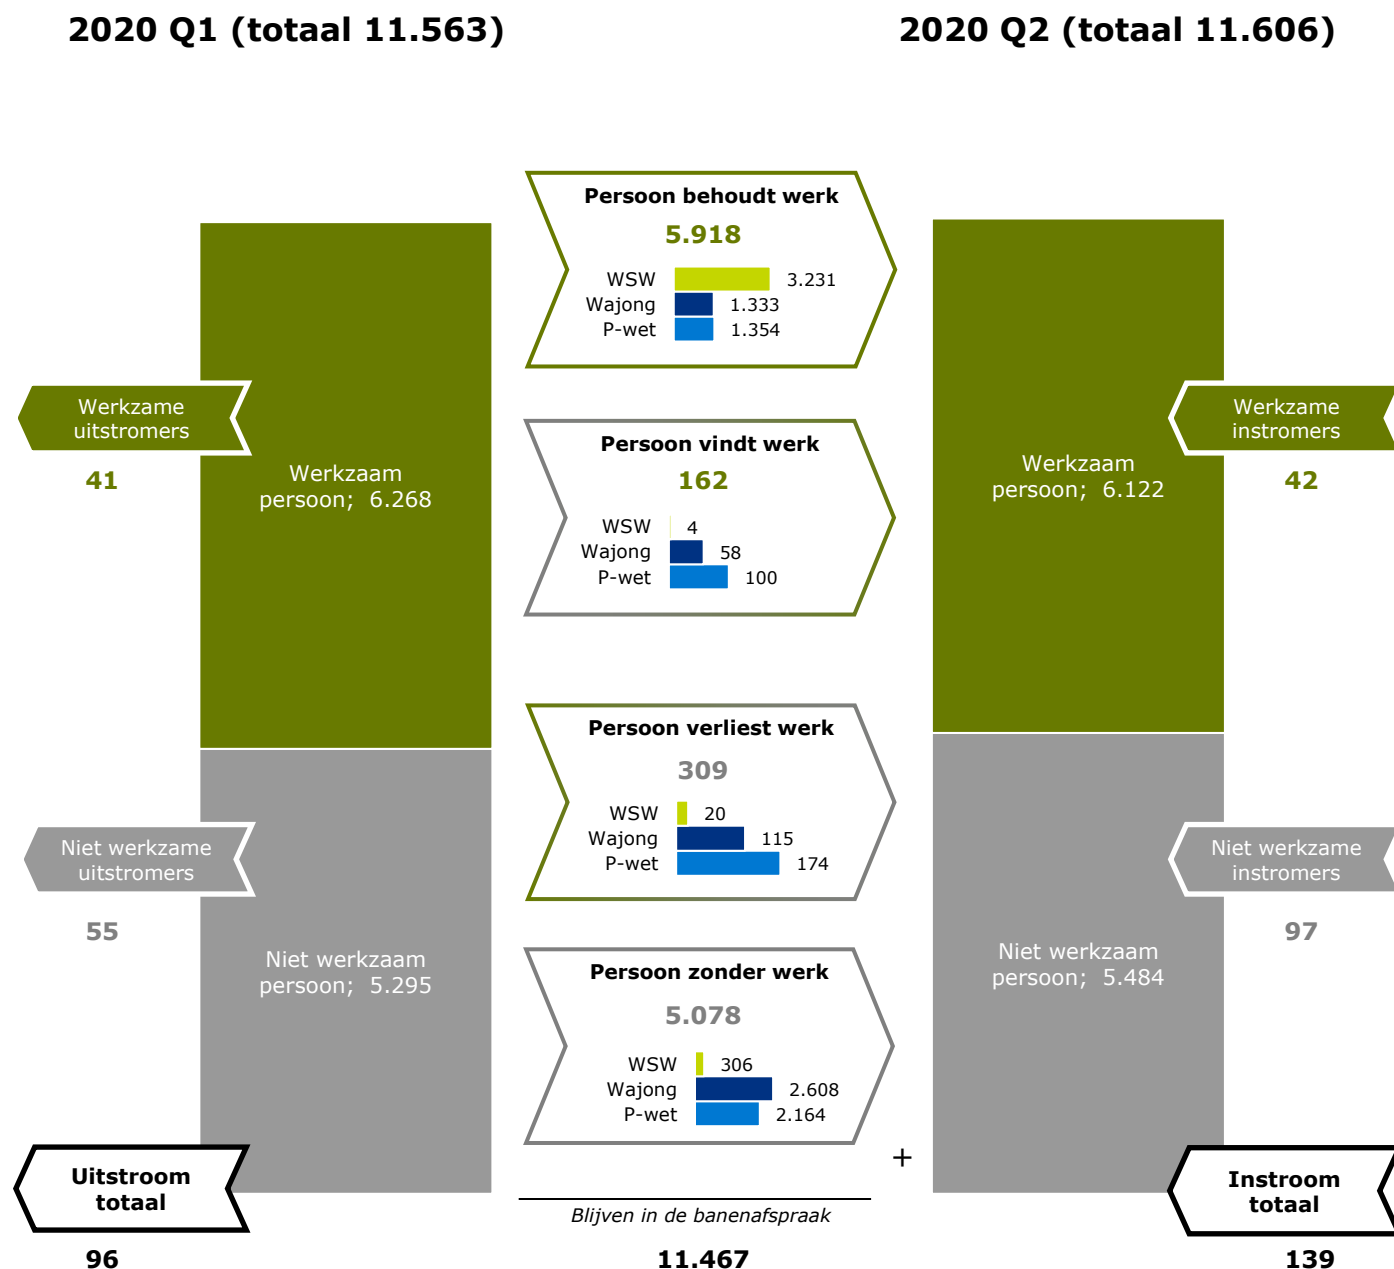 2020 Q1 (totaal 11.563)
2020 Q2 (totaal 11.606)
Persoon behoudt werk
5.918
WSW 3.231
Wajong 1.333
P-wet 1.354
Werkzame
uitstromers
41
Werkzaam
persoon; 6.268
Persoon vindt werk
162
WSW 4
Wajong 58
P-wet 100
Werkzaam
persoon; 6.122
Werkzame
instromers
42
Persoon verliest werk
309
WSW 20
Wajong 115
P-wet 174
Niet werkzame
uitstromers
55
Niet werkzaam
persoon; 5.295
Persoon zonder werk
5.078
WSW 306
Wajong 2.608
P-wet 2.164
Niet werkzaam
persoon; 5.484
Niet werkzame
instromers
97
Uitstroom
totaal
96
+
Blijven in de banenafspraak
11.467
Instroom
totaal
139